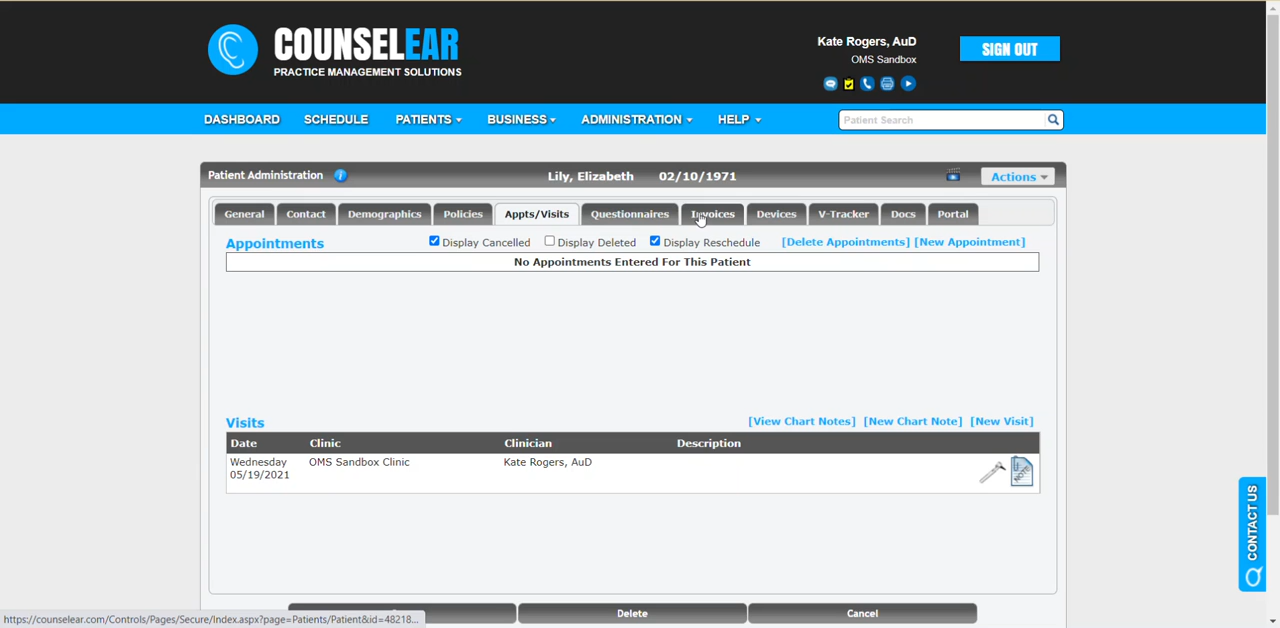 COUNSELEAR
PRACTICE MANAGEMENT SOLUTIONS
Kate Rogers, AuD
OMS Sandbox
SIGN OUT
DASHBOARD SCHEDULE PATIENTS BUSINESS ADMINISTRATION HELP Patient Search
Patient Administration Lily, Elizabeth 02/10/1971 Actions
General Contact Demographics Policies Appts/Visits Questionnaires Invoices Devices V-Tracker Docs Portal
Appointments Display Cancelled Display Deleted Display Reschedule [Delete Appointments] [New Appointment]
No Appointments Entered For This Patient
Visits [View Chart Notes] [New Chart Note] [New Visit]
Date Clinic Clinician Description
Wednesday OMS Sandbox Clinic Kate Rogers, AuD
05/19/2021
NOTE
CONTACT US
Delete Cancel
https://counselear.com/Controls/Pages/Secure/Index.aspx?page=Patients/Patient&id=48218...